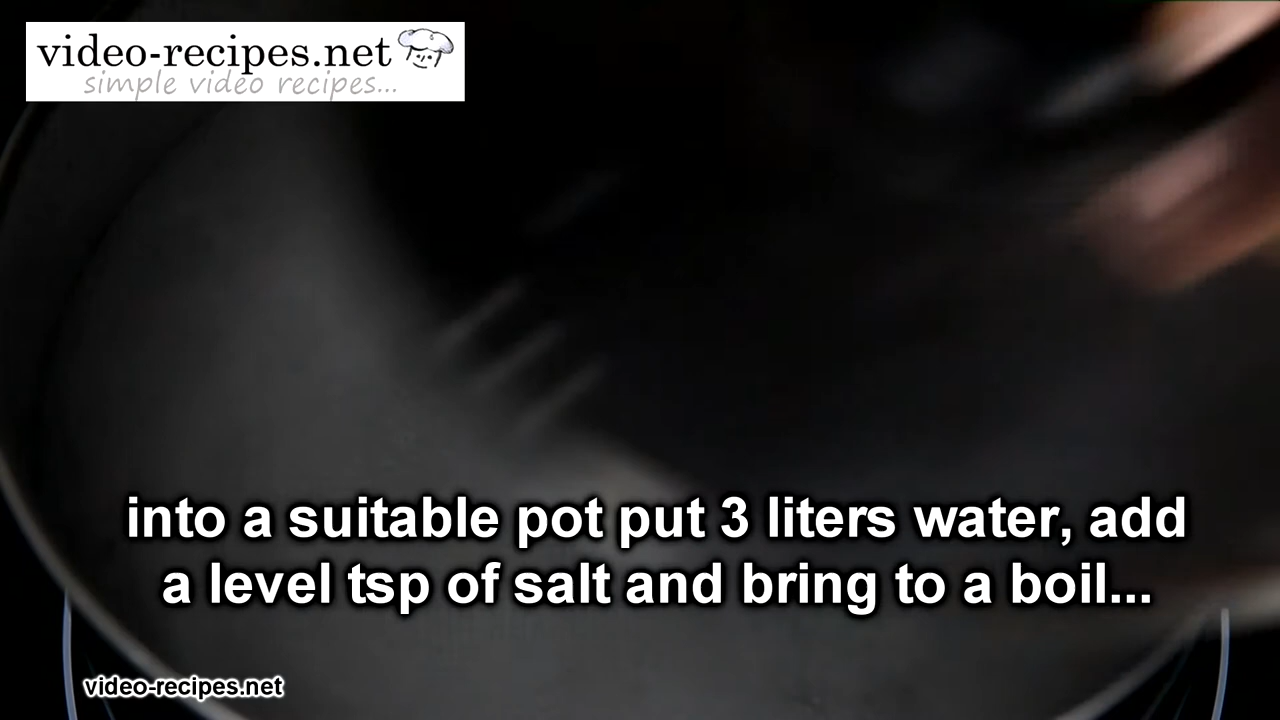 video-recipes.net
simple video recipes...
into a suitable pot put 3 liters water, add
a level tsp of salt and bring to a boil...
video-recipes.net